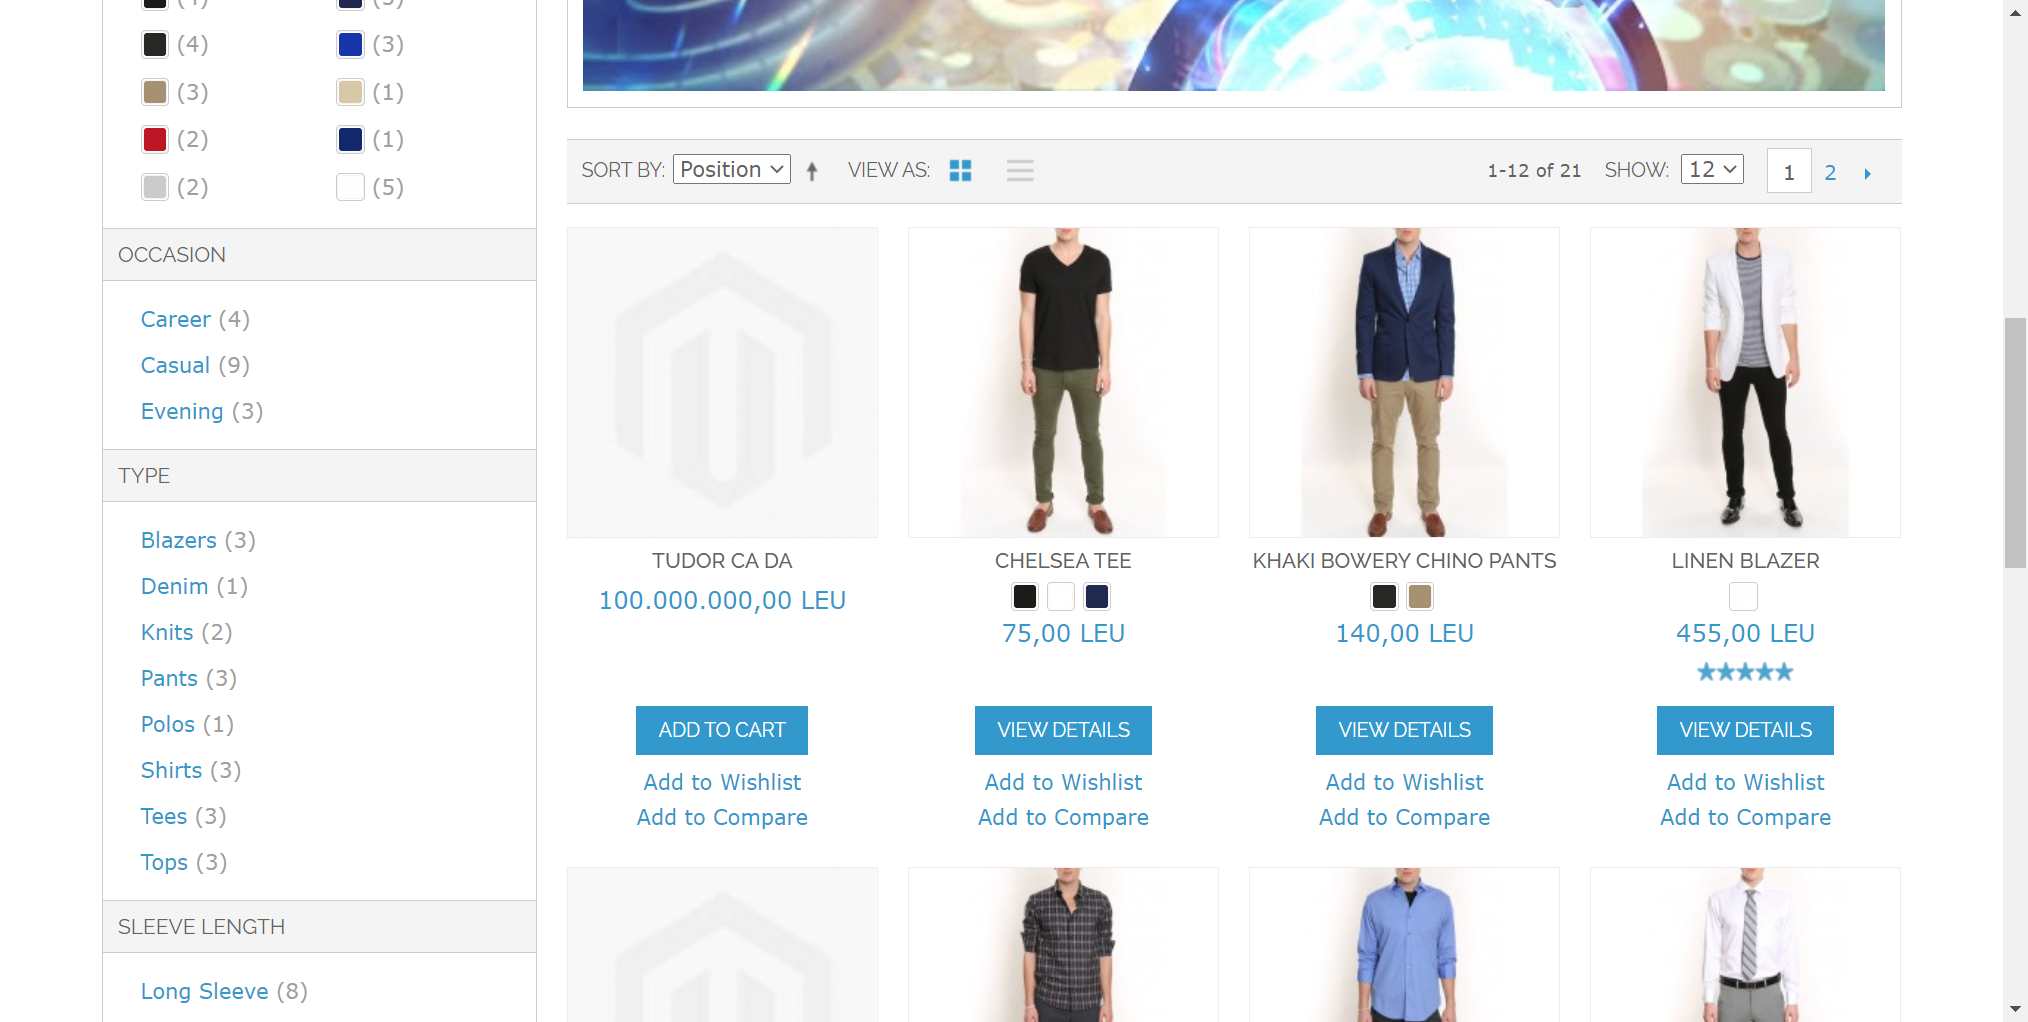 (4) (3)
(3) (1)
(2) (1)
(2) (5)
OCCASION
Career (4)
Casual (9)
Evening (3)
TYPE
Blazers (3)
Denim (1)
Knits (2)
Pants (3)
Polos (1)
Shirts (3)
Tees (3)
Tops (3)
SLEEVE LENGTH
Long Sleeve (8)
SORT BY: Position VIEW AS: 1-12 of 21 SHOW: 12 1 2
TUDOR CA DA
100.000.000,00 LEU
ADD TO CART
Add to Wishlist
Add to Compare
CHELSEA TEE
75,00 LEU
VIEW DETAILS
Add to Wishlist
Add to Compare
KHAKI BOWERY CHINO PANTS
140,00 LEU
VIEW DETAILS
Add to Wishlist
Add to Compare
LINEN BLAZER
455,00 LEU
VIEW DETAILS
Add to Wishlist
Add to Compare